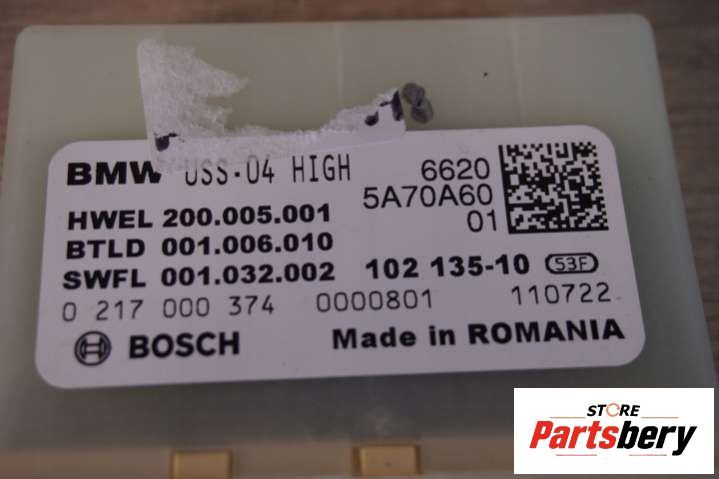 BMW USS-04 HIGH 6620
5A70A60
01
HWEL 200.005.001
BTLD 001.006.010
SWFL 001.032.002 102 135-10 53F
0 217 000 374 0000801 110722
BOSCH Made in ROMANIA
STORE
Partsbery